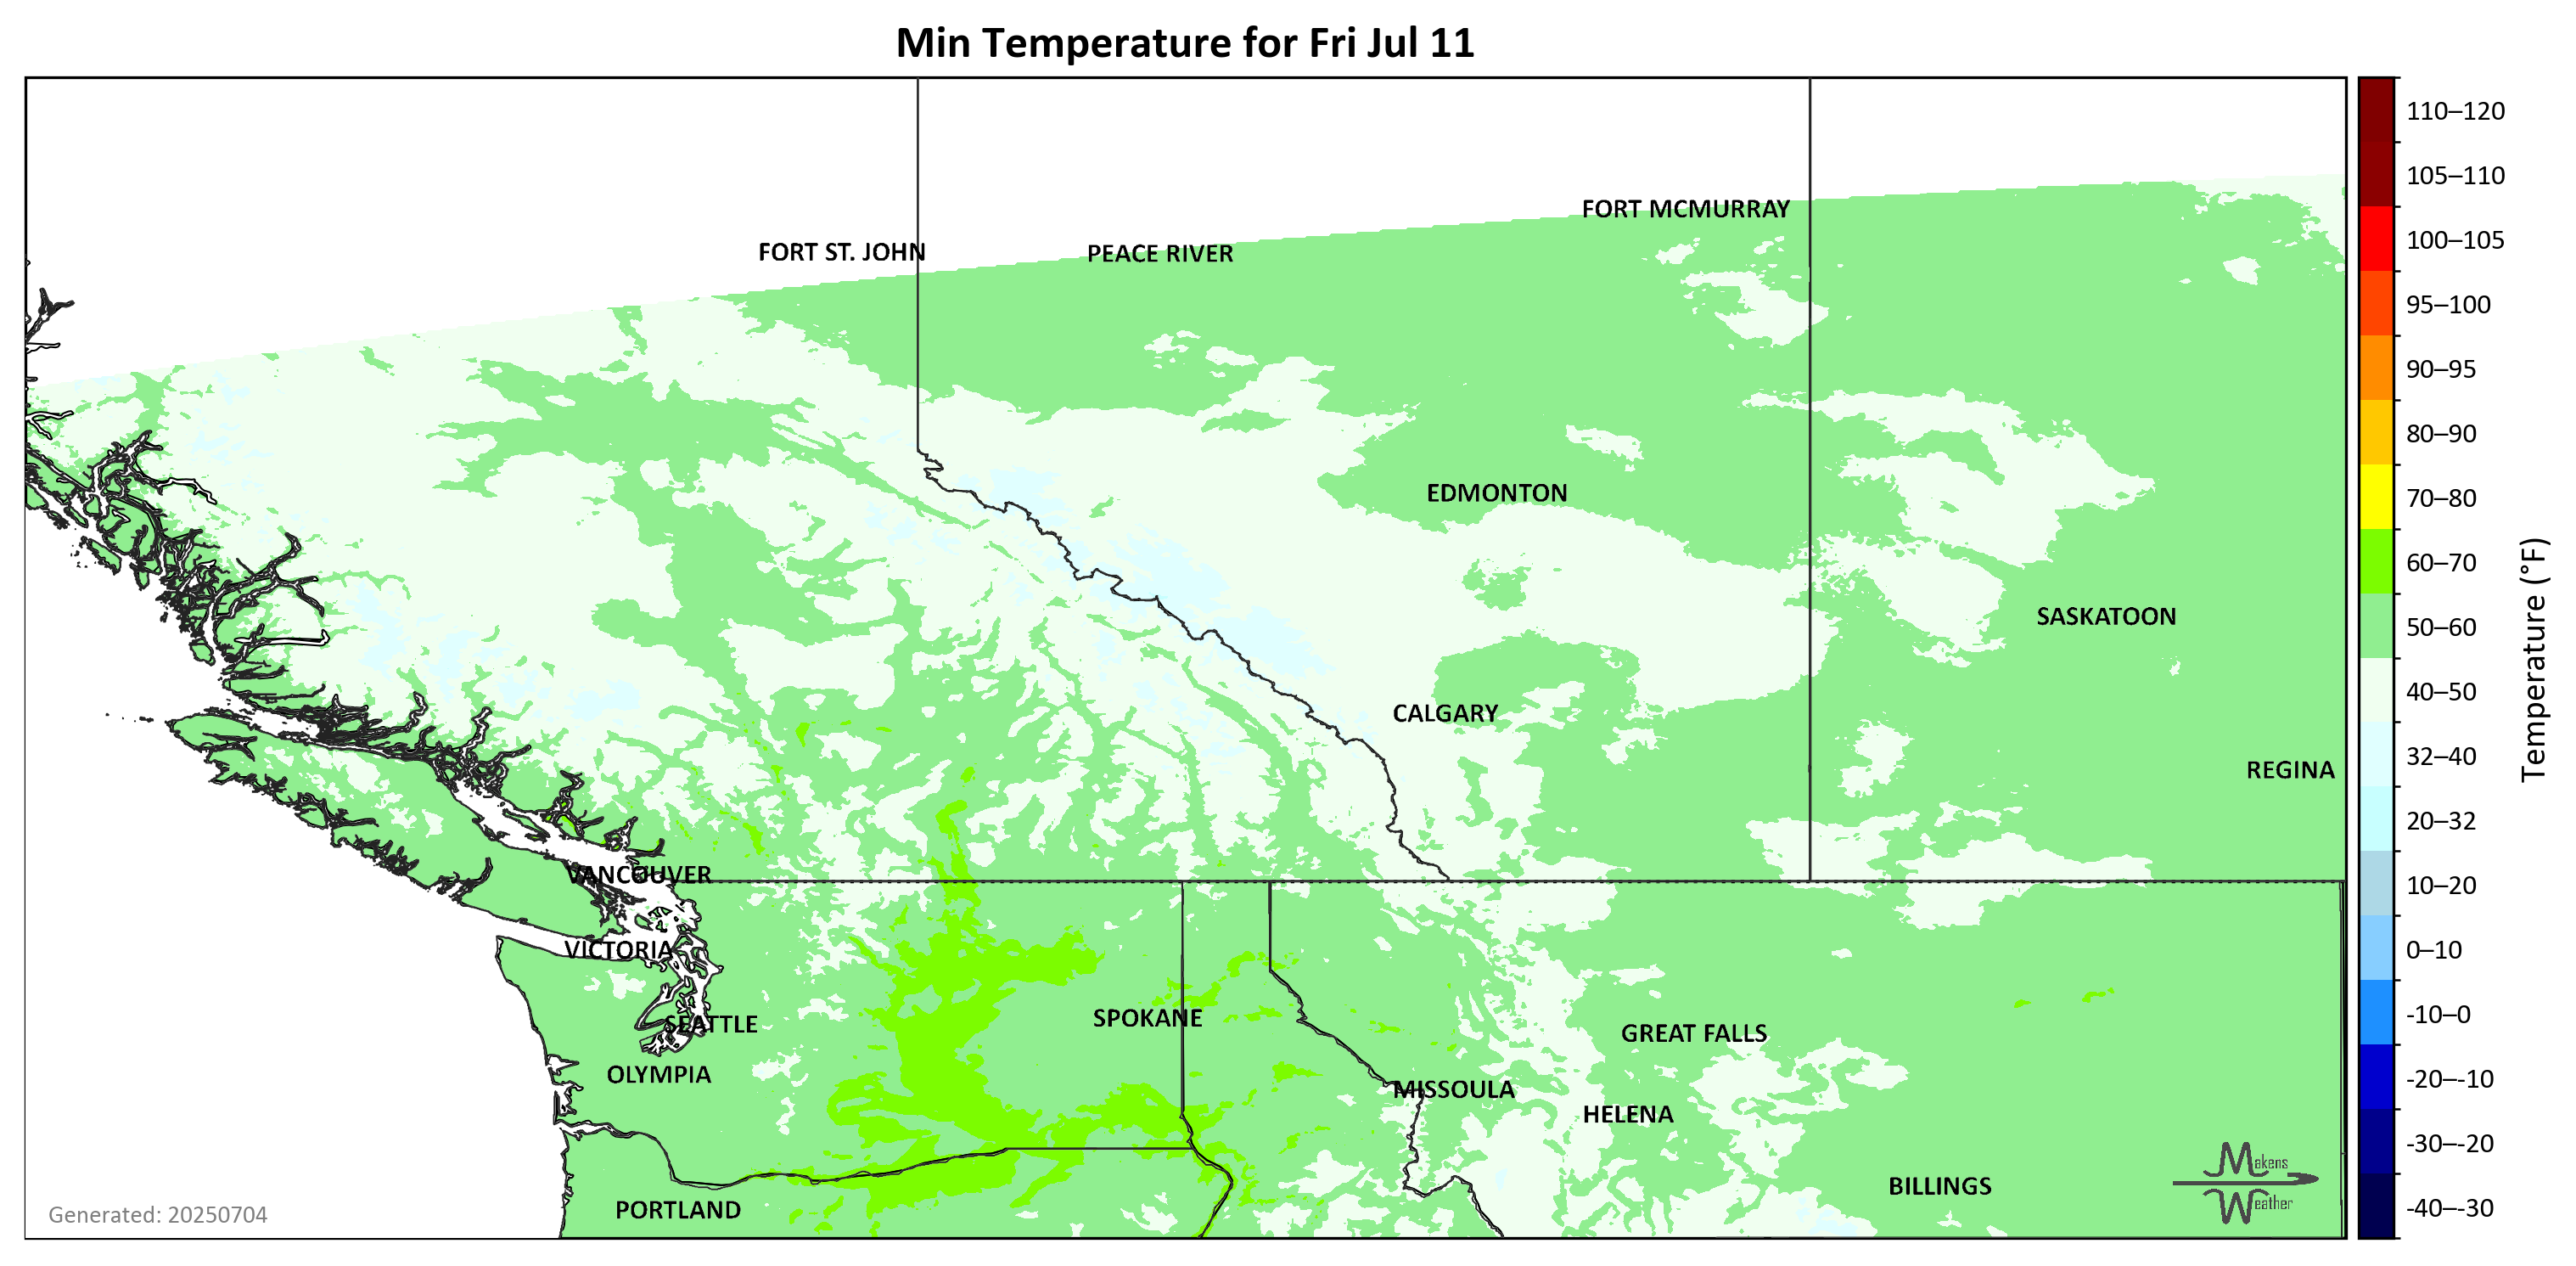 Min Temperature for Fri Jul 11
FORT MCMURRAY
FORT ST. JOHN
PEACE RIVER
EDMONTON
SASKATOON
CALGARY
REGINA
VANCOUVER
VICTORIA
SEATTLE
SPOKANE
GREAT FALLS
OLYMPIA
MISSOULA
HELENA
BILLINGS
PORTLAND
Makens
Weather
Generated: 20250704
110–120
105–110
100–105
95–100
90–95
80–90
70–80
60–70
50–60
40–50
32–40
20–32
10–20
0–10
-10–0
-20–-10
-30–-20
-40–-30
Temperature (°F)